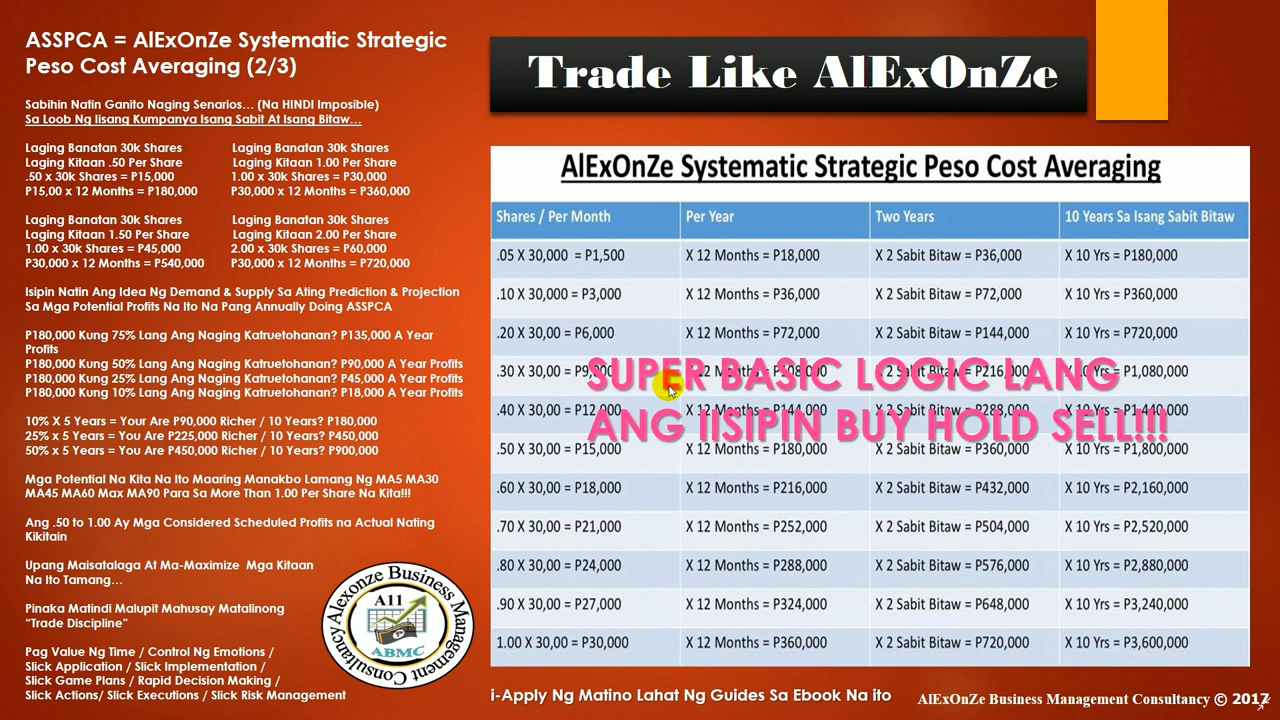 ASSPCA = AlExOnZe Systematic Strategic
Peso Cost Averaging (2/3)
Sabihin Natin Ganito Naging Senarios... (Na HINDI Imposible)
Sa Loob Ng Iisang Kumpanya Isang Sabit At Isang Bitaw...
Laging Banatan 30k Shares Laging Banatan 30k Shares
Laging Kitaan .50 Per Share Laging Kitaan 1.00 Per Share
.50 x 30k Shares = P15,000 1.00 x 30k Shares = P30,000
P15,00 x 12 Months = P180,000 P30,000 x 12 Months = P360,000
Laging Banatan 30k Shares Laging Banatan 30k Shares
Laging Kitaan 1.50 Per Share Laging Kitaan 2.00 Per Share
1.00 x 30k Shares = P45,000 2.00 x 30k Shares = P60,000
P30,000 x 12 Months = P540,000 P30,000 x 12 Months = P720,000
Isipin Natin Ang Idea Ng Demand & Supply Sa Ating Prediction & Projection
Sa Mga Potential Profits Na Ito Na Pang Annually Doing ASSPCA
P180,000 Kung 75% Lang Ang Naging Katruetohanan? P135,000 A Year
Profits
P180,000 Kung 50% Lang Ang Naging Katruetohanan? P90,000 A Year Profits
P180,000 Kung 25% Lang Ang Naging Katruetohanan? P45,000 A Year Profits
P180,000 Kung 10% Lang Ang Naging Katruetohanan? P18,000 A Year Profits
10% X 5 Years = Your Are P90,000 Richer / 10 Years? P180,000
25% x 5 Years = You Are P225,000 Richer / 10 Years? P450,000
50% x 5 Years = You Are P450,000 Richer / 10 Years? P900,000
Mga Potential Na Kita Na Ito Maaring Manakbo Lamang Ng MA5 MA30
MA45 MA60 Max MA90 Para Sa More Than 1.00 Per Share Na Kita!!!
Ang .50 to 1.00 Ay Mga Considered Scheduled Profits na Actual Nating
Kikitain
Upang Maisatalaga At Ma-Maximize Mga Kitaan
Na Ito Tamang...
Pinaka Matindi Malupit Mahusay Matalinong
“Trade Discipline”
Pag Value Ng Time / Control Ng Emotions /
Slick Application / Slick Implementation /
Slick Game Plans / Rapid Decision Making /
Slick Actions/ Slick Executions / Slick Risk Management
Alexonze Business Management Consultancy
A11
ABMC
Trade Like AlExOnZe
AlExOnZe Systematic Strategic Peso Cost Averaging
Shares / Per Month Per Year Two Years 10 Years Sa Isang Sabit Bitaw
.05 X 30,000 = P1,500 X 12 Months = P18,000 X 2 Sabit Bitaw = P36,000 X 10 Yrs = P180,000
.10 X 30,000 = P3,000 X 12 Months = P36,000 X 2 Sabit Bitaw = P72,000 X 10 Yrs = P360,000
.20 X 30,00 = P6,000 X 12 Months = P72,000 X 2 Sabit Bitaw = P144,000 X 10 Yrs = P720,000
.30 X 30,00 = P9,000 X 12 Months = P108,000 X 2 Sabit Bitaw = P216,000 X 10 Yrs = P1,080,000
SUPER BASIC LOGIC LANG
.40 X 30,00 = P12,000 X 12 Months = P144,000 X 2 Sabit Bitaw = P288,000 X 10 Yrs = P1,440,000
ANG IISIPIN BUY HOLD SELL!!!
.50 X 30,00 = P15,000 X 12 Months = P180,000 X 2 Sabit Bitaw = P360,000 X 10 Yrs = P1,800,000
.60 X 30,00 = P18,000 X 12 Months = P216,000 X 2 Sabit Bitaw = P432,000 X 10 Yrs = P2,160,000
.70 X 30,00 = P21,000 X 12 Months = P252,000 X 2 Sabit Bitaw = P504,000 X 10 Yrs = P2,520,000
.80 X 30,00 = P24,000 X 12 Months = P288,000 X 2 Sabit Bitaw = P576,000 X 10 Yrs = P2,880,000
.90 X 30,00 = P27,000 X 12 Months = P324,000 X 2 Sabit Bitaw = P648,000 X 10 Yrs = P3,240,000
1.00 X 30,00 = P30,000 X 12 Months = P360,000 X 2 Sabit Bitaw = P720,000 X 10 Yrs = P3,600,000
i-Apply Ng Matino Lahat Ng Guides Sa Ebook Na ito
AlExOnZe Business Management Consultancy © 2017